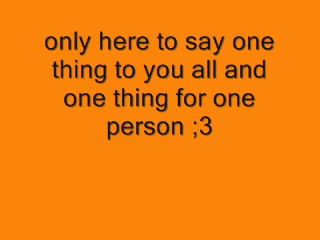 only here to say one
thing to you all and
one thing for one
person ;3